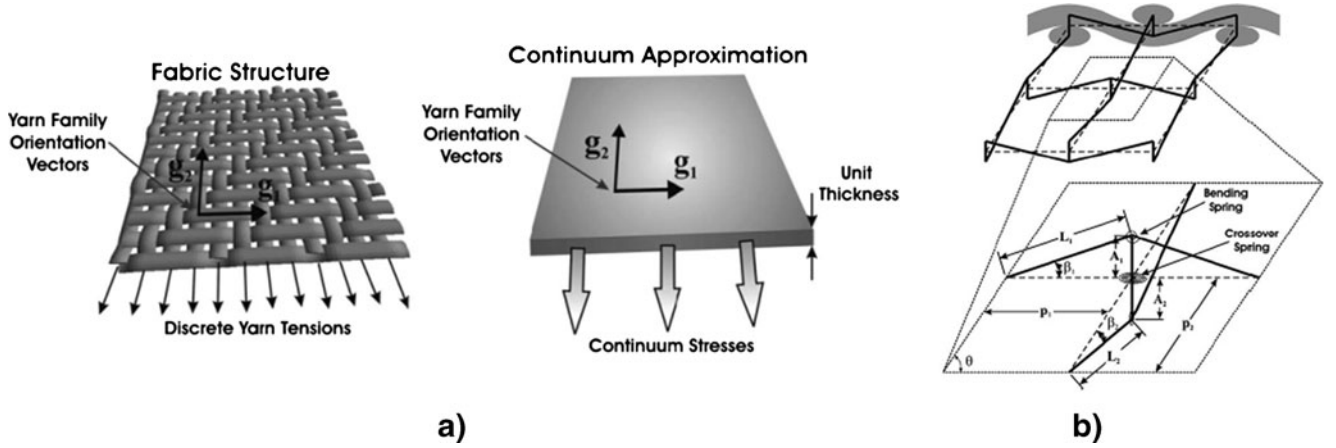 Fabric Structure
Yarn Family
Orientation
Vectors
g2
g1
Discrete Yarn Tensions
a)
Continuum Approximation
Yarn Family
Orientation
Vectors
g2
g1
Unit
Thickness
Continuum Stresses
Bending
Spring
Crossover
Spring
L1
A1
β1
A2
p1
β2
p2
L2
θ
b)